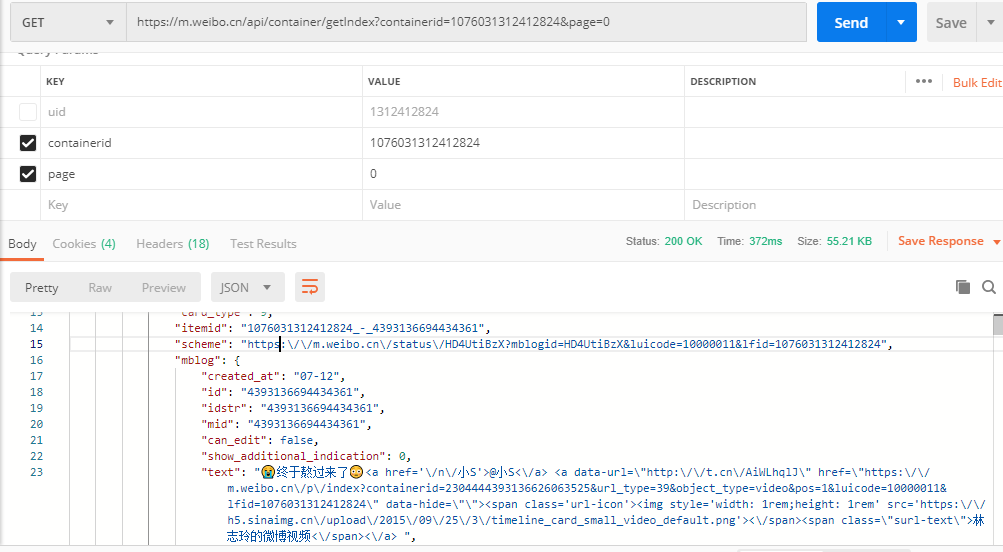 GET https://m.weibo.cn/api/container/getIndex?containerid=1076031312412824&page=0 Send Save
KEY VALUE DESCRIPTION ••• Bulk Edit
uid 1312412824
containerid 1076031312412824
page 0
Key Value Description
Body Cookies (4) Headers (18) Test Results Status: 200 OK Time: 372ms Size: 55.21 KB Save Response
Pretty Raw Preview JSON
14 "itemid": "1076031312412824_-_4393136694434361",
15 "scheme": "https:\/\/m.weibo.cn\/status\/HD4UtiBzX?mblogid=HD4UtiBzX&luicode=10000011&lfid=1076031312412824",
16 "mblog": {
17 "created_at": "07-12",
18 "id": "4393136694434361",
19 "idstr": "4393136694434361",
20 "mid": "4393136694434361",
21 "can_edit": false,
22 "show_additional_indication": 0,
23 "text": "😭终于熬过来了😳<a href='\/n\/小S'>@小S<\/a> <a data-url=\"http:\/\/t.cn\/AiWLhqlJ\" href=\"https:\/\/
m.weibo.cn\/p\/index?containerid=2304444393136626063525&url_type=39&object_type=video&pos=1&luicode=10000011&
lfid=1076031312412824\" data-hide=\"\"><span class='url-icon'><img style='width: 1rem;height: 1rem' src='https:\/\/
h5.sinaimg.cn\/upload\/2015\/09\/25\/3\/timeline_card_small_video_default.png'><\/span><span class=\"surl-text\">林
志玲的微博视频<\/span><\/a> ",